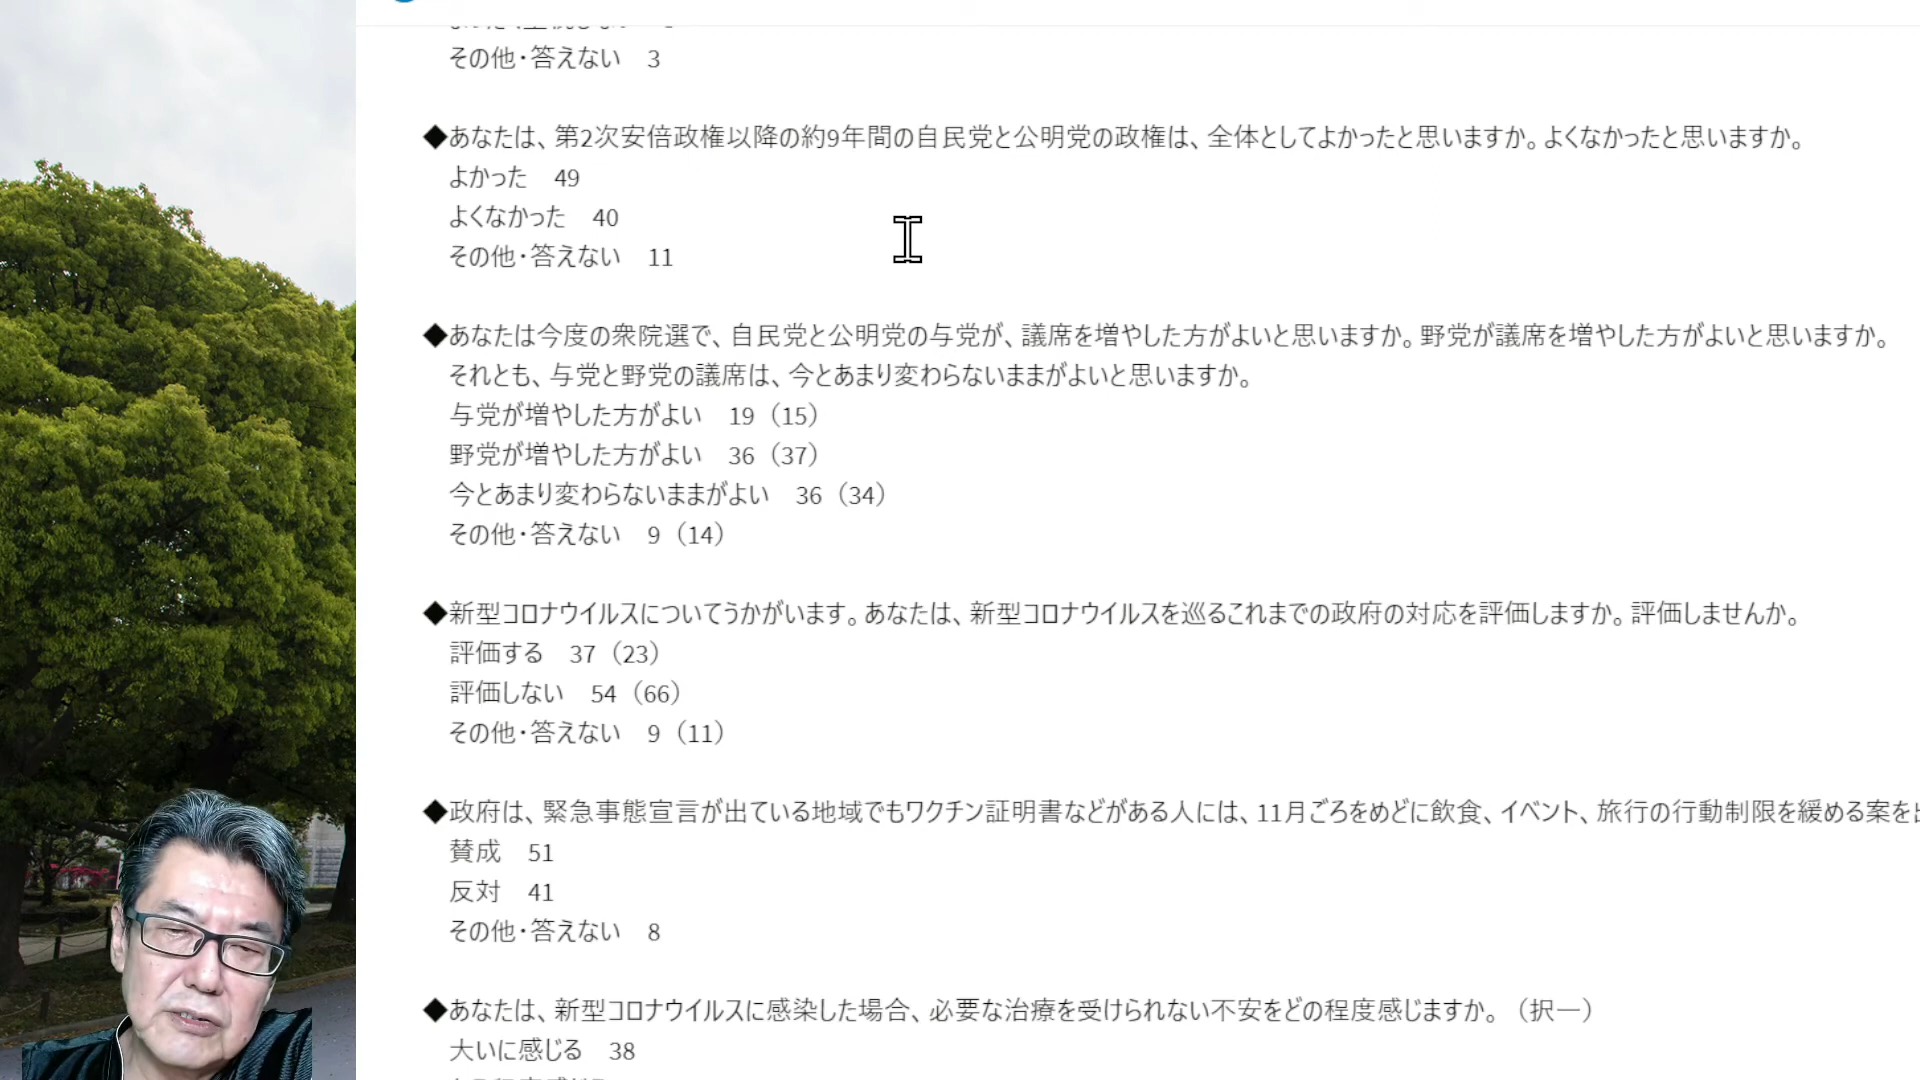 その他・答えない　3
◆あなたは、第2次安倍政権以降の約9年間の自民党と公明党の政権は、全体としてよかったと思いますか。よくなかったと思いますか。
よかった　49
よくなかった　40
その他・答えない　11
◆あなたは今度の衆院選で、自民党と公明党の与党が、議席を増やした方がよいと思いますか。野党が議席を増やした方がよいと思いますか。
それとも、与党と野党の議席は、今とあまり変わらないままがよいと思いますか。
与党が増やした方がよい　19（15）
野党が増やした方がよい　36（37）
今とあまり変わらないままがよい　36（34）
その他・答えない　9（14）
◆新型コロナウイルスについてうかがいます。あなたは、新型コロナウイルスを巡るこれまでの政府の対応を評価しますか。評価しませんか。
評価する　37（23）
評価しない　54（66）
その他・答えない　9（11）
◆政府は、緊急事態宣言が出ている地域でもワクチン証明書などがある人には、11月ごろをめどに飲食、イベント、旅行の行動制限を緩める案を
賛成　51
反対　41
その他・答えない　8
◆あなたは、新型コロナウイルスに感染した場合、必要な治療を受けられない不安をどの程度感じますか。（択一）
大いに感じる　38